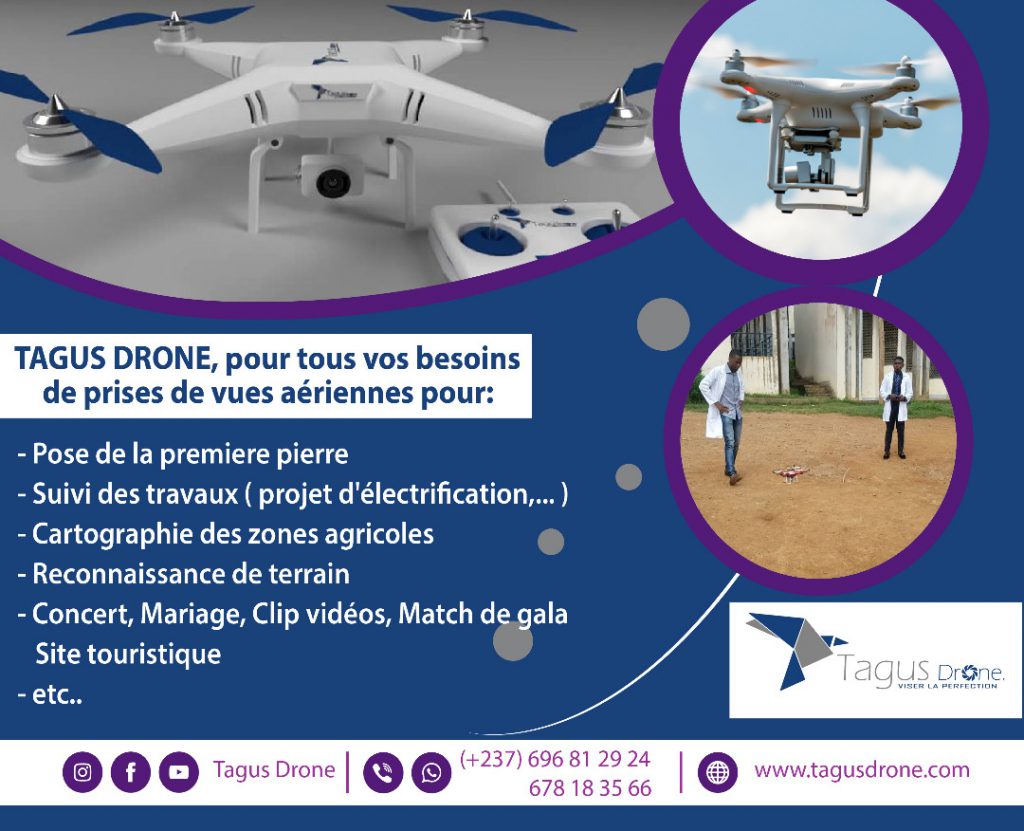 TAGUS DRONE, pour tous vos besoins
de prises de vues aériennes pour:
- Pose de la premiere pierre
- Suivi des travaux ( projet d'électrification,... )
- Cartographie des zones agricoles
- Reconnaissance de terrain
- Concert, Mariage, Clip vidéos, Match de gala
Site touristique
- etc..
Tagus Drone.
VISER LA PERFECTION
Tagus Drone
(+237) 696 81 29 24
678 18 35 66
www.tagusdrone.com